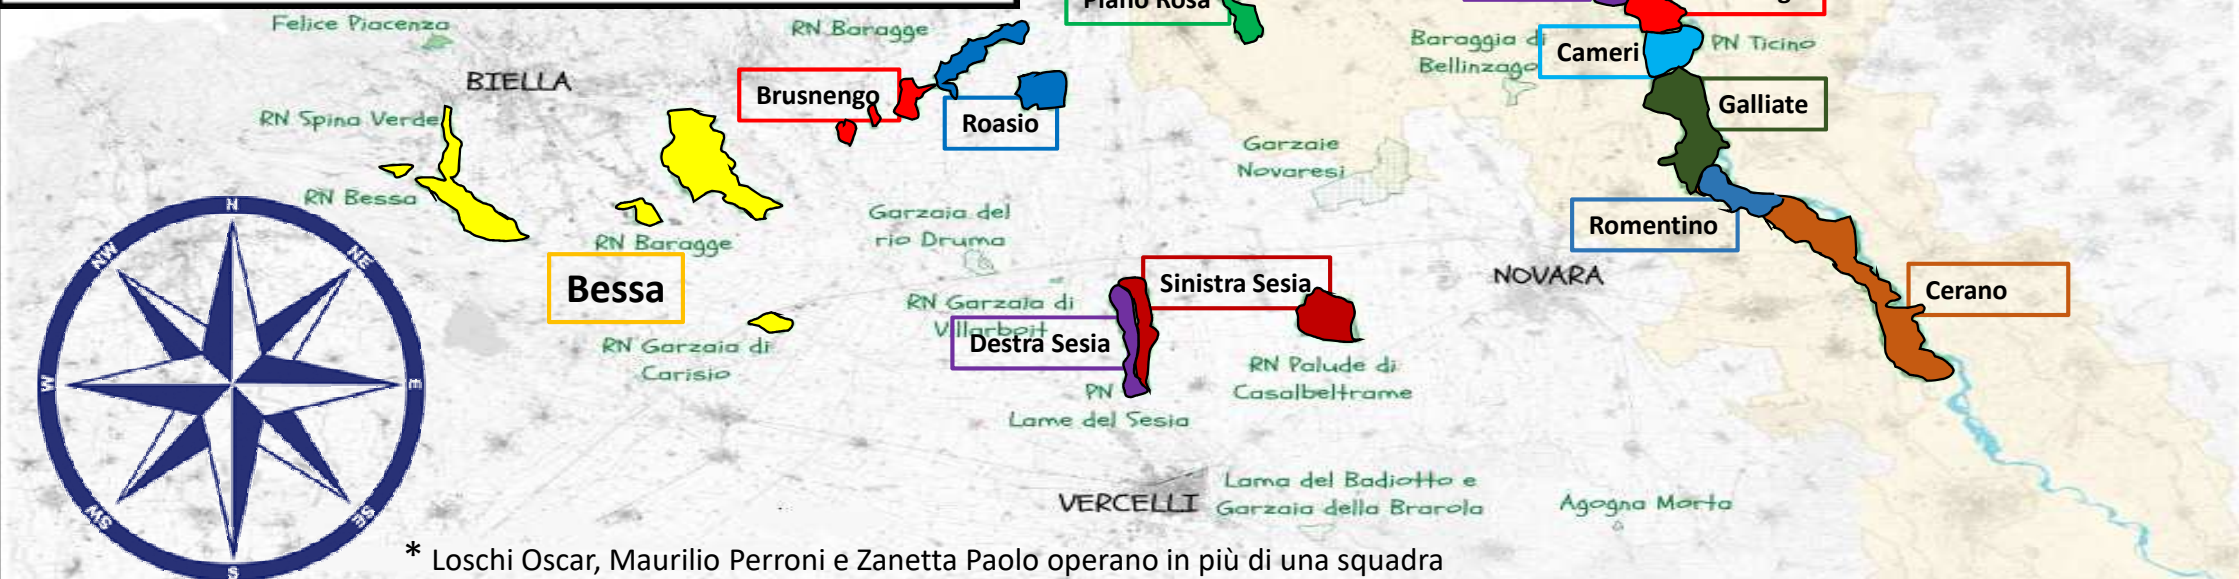 Piano Rosa
Felice Piacenza
RN Baragge
Baraggia di
Bellinzago
Cameri
PN Ticino
BIELLA
Brusnengo
Galliate
RN Spina Verde
Roasio
Garzaie
Novaresi
RN Bessa
N
NW
NE
Garzaia del
rio Druma
Romentino
RN Baragge
Bessa
Sinistra Sesia
NOVARA
Cerano
RN Garzaia di
Villarboit
Destra Sesia
RN Garzaia di
Carisio
RN Palude di
Casalbeltrame
W
E
PN
Lame del Sesia
VERCELLI
Lama del Badiotto e
Garzaia della Brarola
Agogna Morta
SW
SE
S
* Loschi Oscar, Maurilio Perroni e Zanetta Paolo operano in più di una squadra